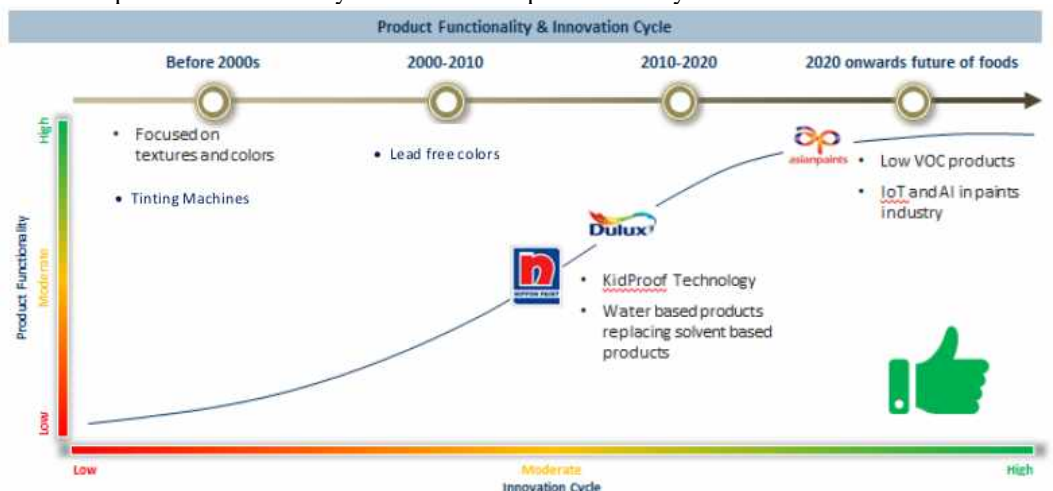 Product Functionality & Innovation Cycle
Before 2000s
2000-2010
2010-2020
2020 onwards future of foods
• Focused on
textures and colors
• Tinting Machines
• Lead free colors
asianpaints
• Low VOC products
• IoT and AI in paints
industry
Dulux
n
NIPPON PAINT
• KidProof Technology
• Water based products
replacing solvent based
products
Product Functionality
High
Moderate
Low
Low
Moderate
High
Innovation Cycle